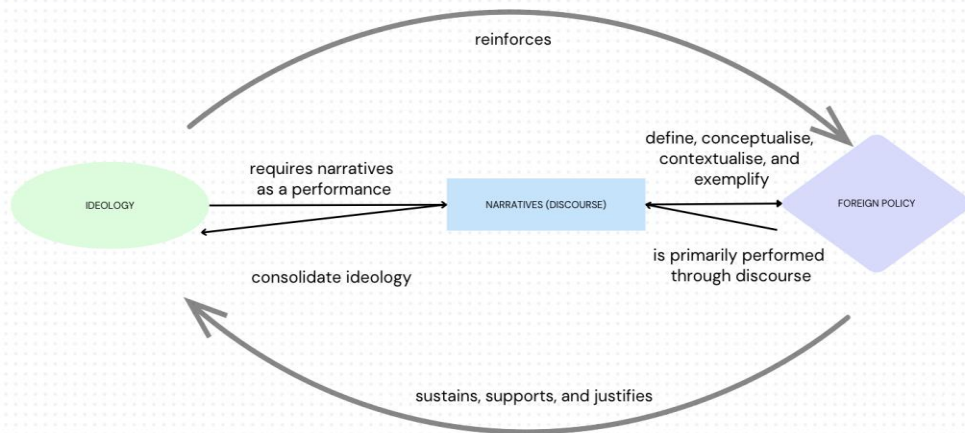 reinforces
define, conceptualise,
contextualise, and
exemplify
requires narratives
as a performance
IDEOLOGY
NARRATIVES (DISCOURSE)
FOREIGN POLICY
is primarily performed
through discourse
consolidate ideology
sustains, supports, and justifies